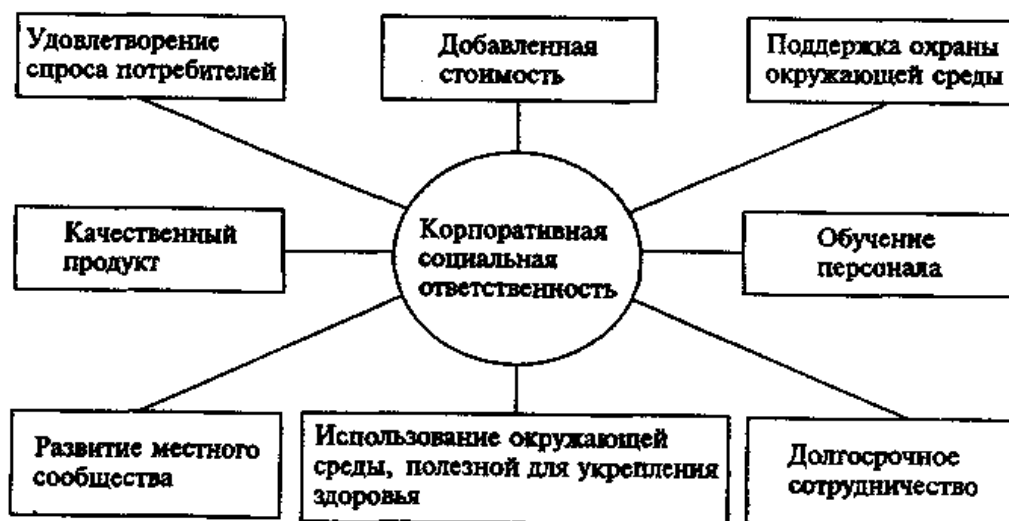 Удовлетворение
спроса потребителей
Добавленная
стоимость
Поддержка охраны
окружающей среды
Качественный
продукт
Корпоративная
социальная
ответственность
Обучение
персонала
Развитие местного
сообщества
Использование окружающей
среды, полезной для укрепления
здоровья
Долгосрочное
сотрудничество